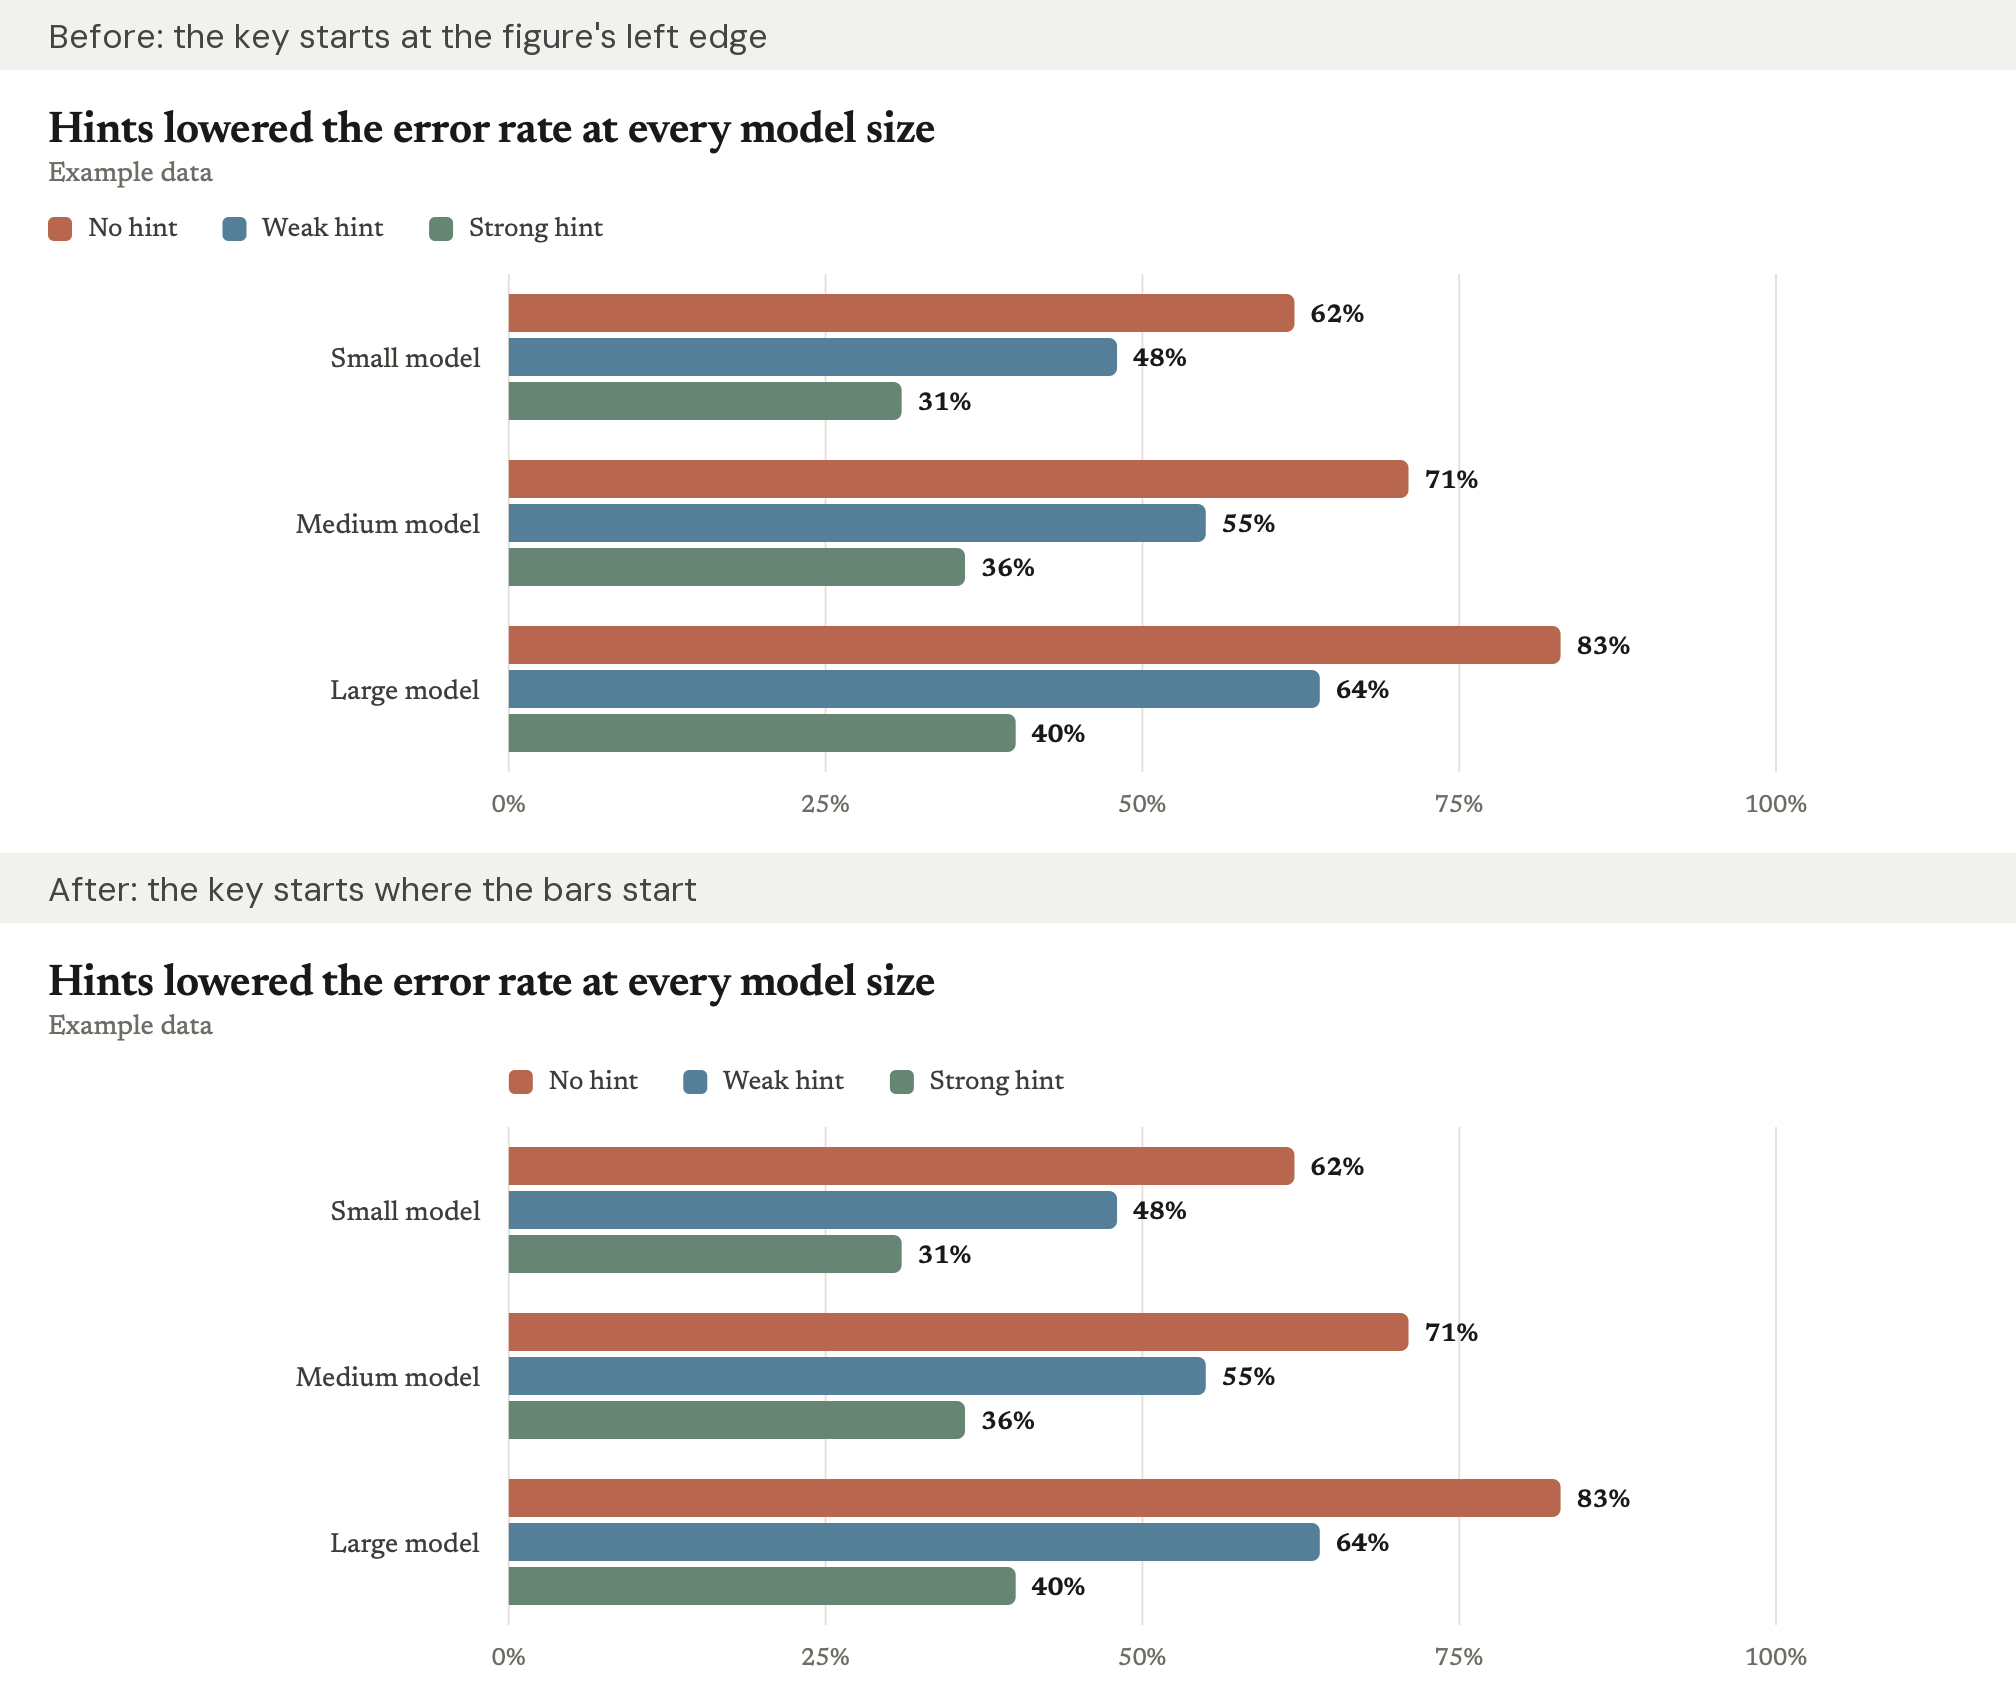 Before: the key starts at the figure's left edge
Hints lowered the error rate at every model size
Example data
No hint Weak hint Strong hint
62%
Small model 48%
31%
71%
Medium model 55%
36%
83%
Large model 64%
40%
0% 25% 50% 75% 100%
After: the key starts where the bars start
Hints lowered the error rate at every model size
Example data
No hint Weak hint Strong hint
62%
Small model 48%
31%
71%
Medium model 55%
36%
83%
Large model 64%
40%
0% 25% 50% 75% 100%